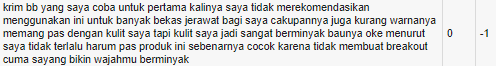 krim bb yang saya coba untuk pertama kalinya saya tidak merekomendasikan
menggunakan ini untuk banyak bekas jerawat bagi saya cakupannya juga kurang warnanya
memang pas dengan kulit saya tapi kulit saya jadi sangat berminyak baunya oke menurut
saya tidak terlalu harum pas produk ini sebenarnya cocok karena tidak membuat breakout
cuma sayang bikin wajahmu berminyak
0
-1